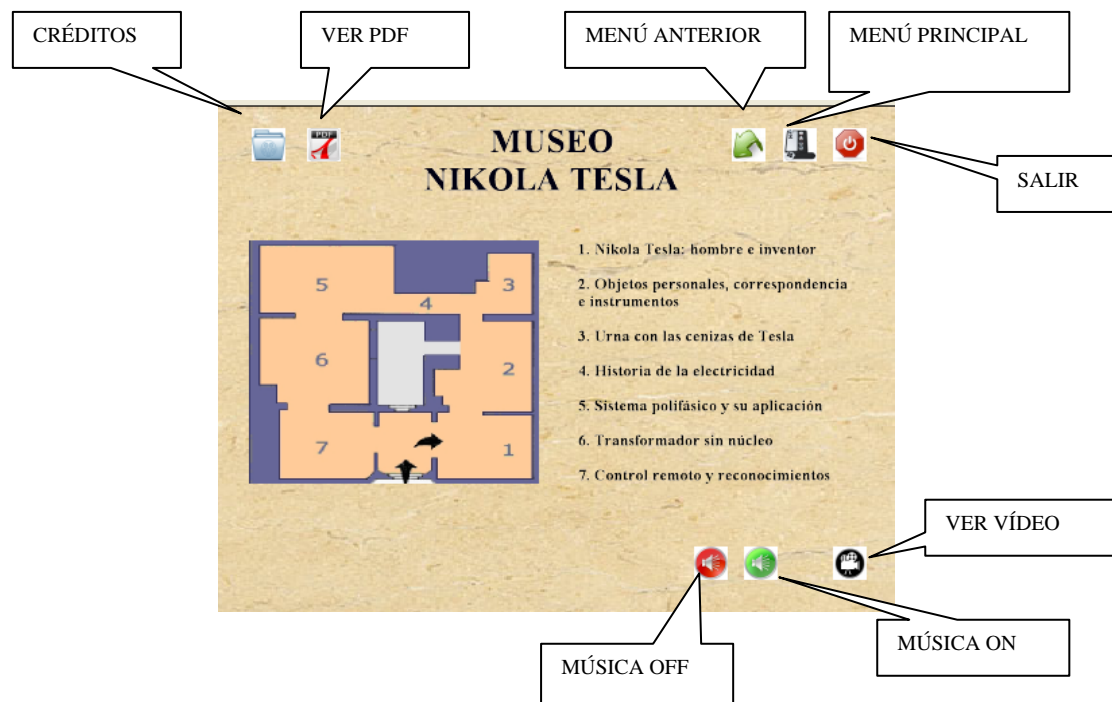 CRÉDITOS
VER PDF
MENÚ ANTERIOR
MENÚ PRINCIPAL
PDF
MUSEO
NIKOLA TESLA
SALIR
1. Nikola Tesla: hombre e inventor
2. Objetos personales, correspondencia
e instrumentos
3. Urna con las cenizas de Tesla
4. Historia de la electricidad
5. Sistema polifásico y su aplicación
6. Transformador sin núcleo
7. Control remoto y reconocimientos
5
3
4
6
2
7
1
VER VÍDEO
MÚSICA ON
MÚSICA OFF